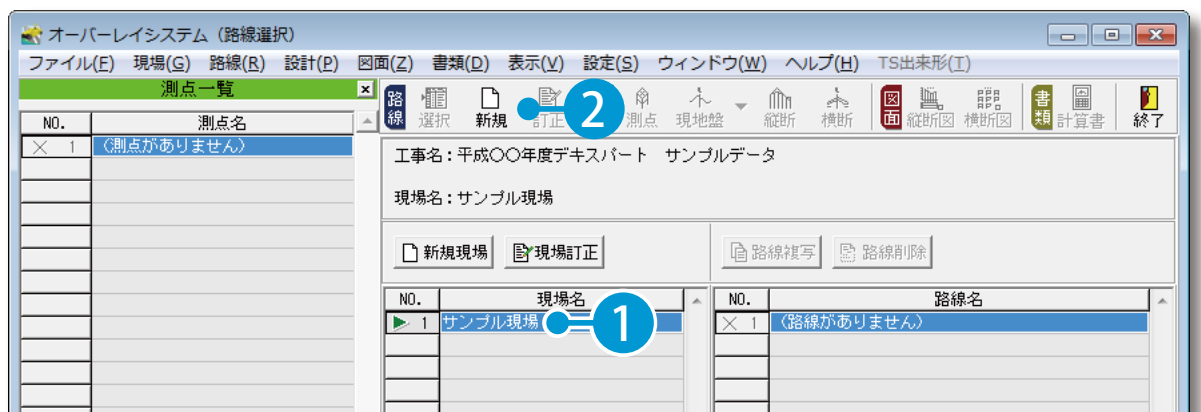 オーバーレイシステム（路線選択）
ファイル(F) 現場(G) 路線(R) 設計(P) 図面(Z) 書類(D) 表示(V) 設定(S) ウィンドウ(W) ヘルプ(H) TS出来形(T)
測点一覧
NO. 測点名
1 （測点がありません）
路線 選択 新規 訂正 2 測点 現地盤 縦断 横断 図面 縦断図 横断図 書類 計算書 終了
工事名：平成〇〇年度デキスパート サンプルデータ
現場名：サンプル現場
新規現場 現場訂正 路線複写 路線削除
NO. 現場名 NO. 路線名
1 サンプル現場 1 1 （路線がありません）